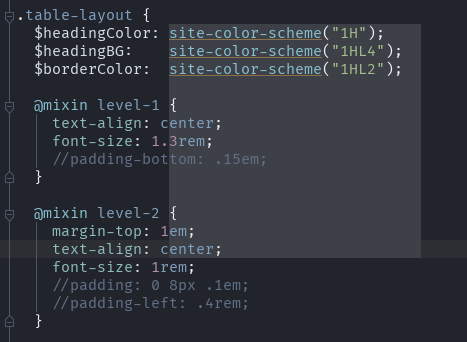 .table-layout {
$headingColor: site-color-scheme("1H");
$headingBG: site-color-scheme("1HL4");
$borderColor: site-color-scheme("1HL2");
@mixin level-1 {
text-align: center;
font-size: 1.3rem;
//padding-bottom: .15em;
}
@mixin level-2 {
margin-top: 1em;
text-align: center;
font-size: 1rem;
//padding: 0 8px .1em;
//padding-left: .4rem;
}